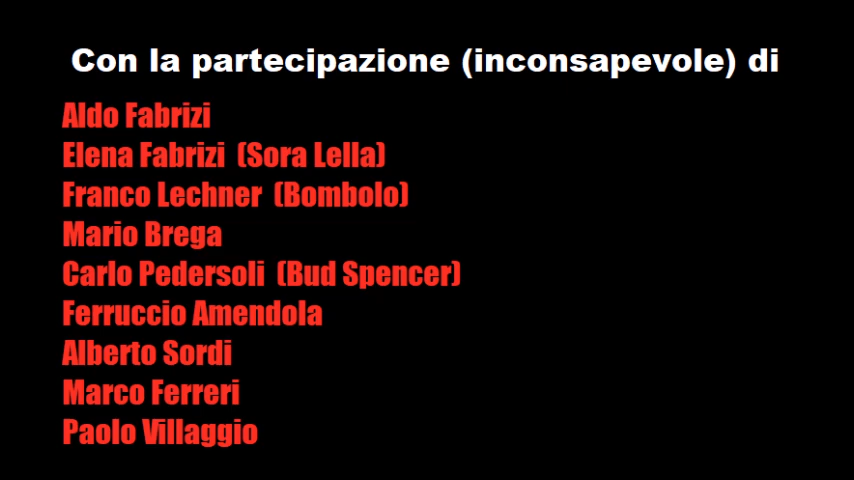 Con la partecipazione (inconsapevole) di
Aldo Fabrizi
Elena Fabrizi (Sora Lella)
Franco Lechner (Bombolo)
Mario Brega
Carlo Pedersoli (Bud Spencer)
Ferruccio Amendola
Alberto Sordi
Marco Ferreri
Paolo Villaggio